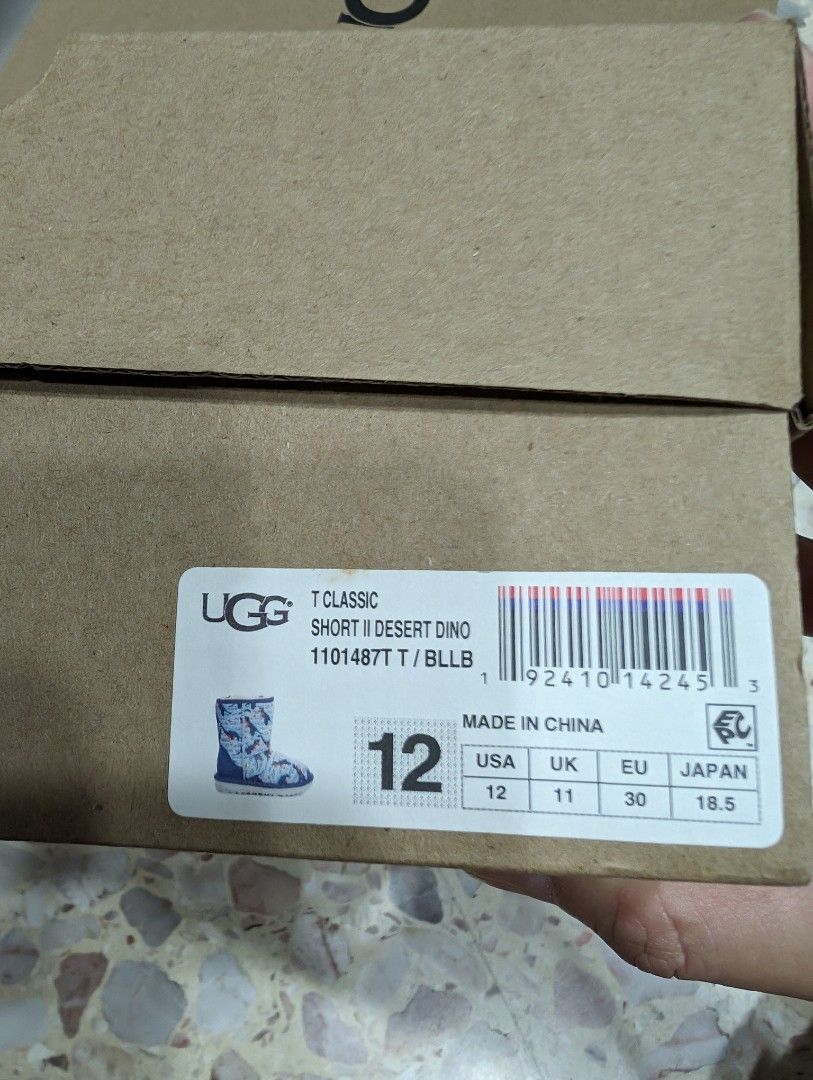 UGG®
T CLASSIC
SHORT II DESERT DINO
1101487T T / BLLB
1 92410 14245 3
MADE IN CHINA
12
USA UK EU JAPAN
12 11 30 18.5